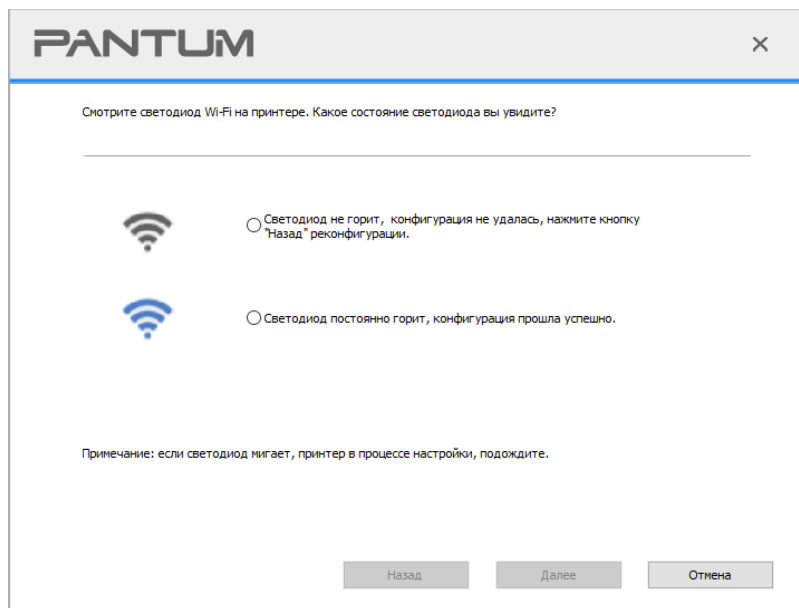 PANTUM
Смотрите светодиод Wi-Fi на принтере. Какое состояние светодиода вы увидите?
Светодиод не горит, конфигурация не удалась, нажмите кнопку
"Назад" реконфигурации.
Светодиод постоянно горит, конфигурация прошла успешно.
Примечание: если светодиод мигает, принтер в процессе настройки, подождите.
Назад
Далее
Отмена